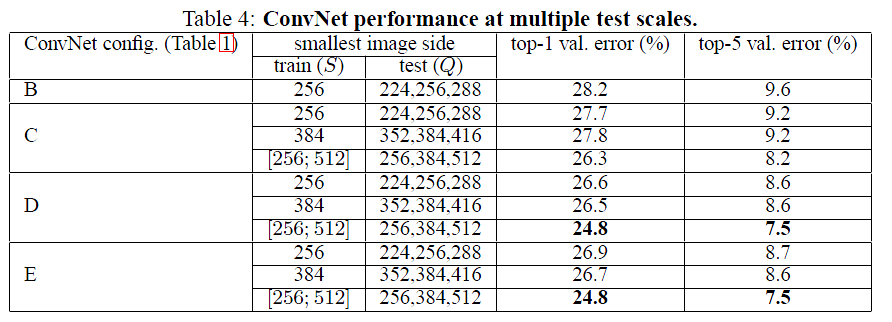 Table 4: ConvNet performance at multiple test scales.
ConvNet config. (Table 1) smallest image side top-1 val. error (%) top-5 val. error (%)
train (S) test (Q)
B 256 224,256,288 28.2 9.6
256 224,256,288 27.7 9.2
C 384 352,384,416 27.8 9.2
[256; 512] 256,384,512 26.3 8.2
256 224,256,288 26.6 8.6
D 384 352,384,416 26.5 8.6
[256; 512] 256,384,512 24.8 7.5
256 224,256,288 26.9 8.7
E 384 352,384,416 26.7 8.6
[256; 512] 256,384,512 24.8 7.5